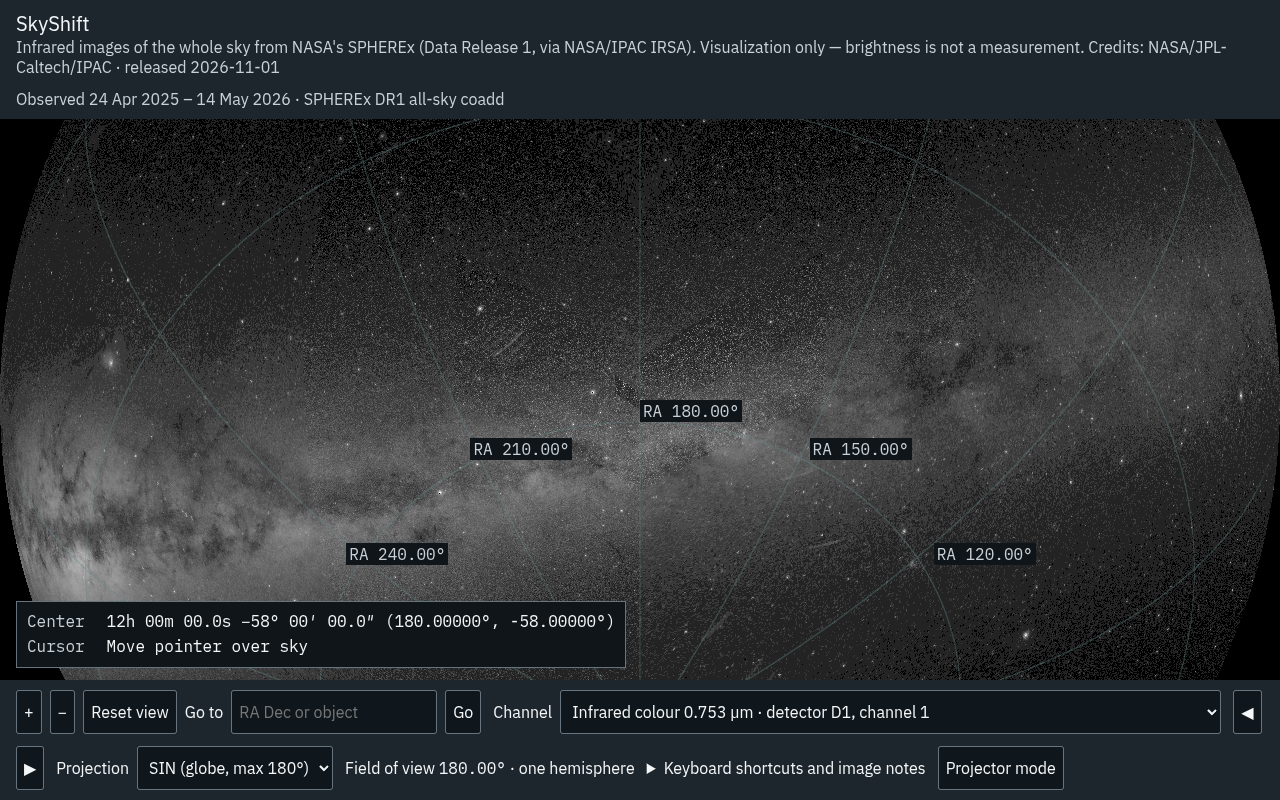 SkyShift
Infrared images of the whole sky from NASA's SPHEREx (Data Release 1, via NASA/IPAC IRSA). Visualization only — brightness is not a measurement. Credits: NASA/JPL-
Caltech/IPAC · released 2026-11-01
Observed 24 Apr 2025 – 14 May 2026 · SPHEREx DR1 all-sky coadd
RA 180.00°
RA 210.00°
RA 150.00°
RA 240.00°
RA 120.00°
Center 12h 00m 00.0s −58° 00′ 00.0″ (180.00000°, -58.00000°)
Cursor Move pointer over sky
+ − Reset view Go to RA Dec or object Go Channel Infrared colour 0.753 µm · detector D1, channel 1 ◀
▶ Projection SIN (globe, max 180°) Field of view 180.00° · one hemisphere ▶ Keyboard shortcuts and image notes Projector mode